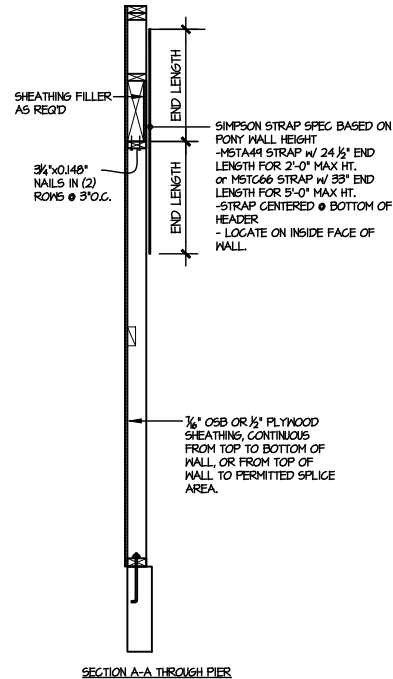 SHEATHING FILLER
AS REQ'D
3¼"x0.148"
NAILS IN (2)
ROWS @ 3"O.C.
END LENGTH
END LENGTH
SIMPSON STRAP SPEC BASED ON
PONY WALL HEIGHT
-MSTA49 STRAP w/ 24 ½" END
LENGTH FOR 2'-0" MAX HT.
or MSTC66 STRAP w/ 33" END
LENGTH FOR 5'-0" MAX HT.
-STRAP CENTERED @ BOTTOM OF
HEADER
- LOCATE ON INSIDE FACE OF
WALL.
7/16" OSB OR ½" PLYWOOD
SHEATHING, CONTINUOUS
FROM TOP TO BOTTOM OF
WALL, OR FROM TOP OF
WALL TO PERMITTED SPLICE
AREA.
SECTION A-A THROUGH PIER